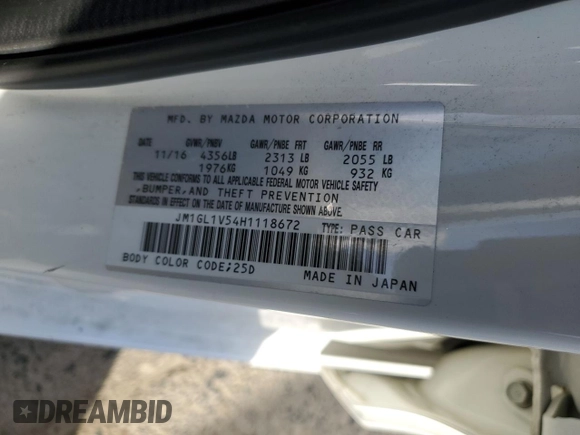 MFD. BY MAZDA MOTOR CORPORATION
DATE GVWR/PNBV GAWR/PNBE FRT GAWR/PNBE RR
11/16 4356LB 2313 LB 2055 LB
1976KG 1049 KG 932 KG
THIS VEHICLE CONFORMS TO ALL APPLICABLE FEDERAL MOTOR VEHICLE SAFETY
,BUMPER,AND THEFT PREVENTION
STANDARDS IN EFFECT ON THE DATE OF MANUFACTURE SHOWN ABOVE.
JM1GL1V54H1118672 TYPE: PASS CAR
BODY COLOR CODE;25D
MADE IN JAPAN
DREAMBID